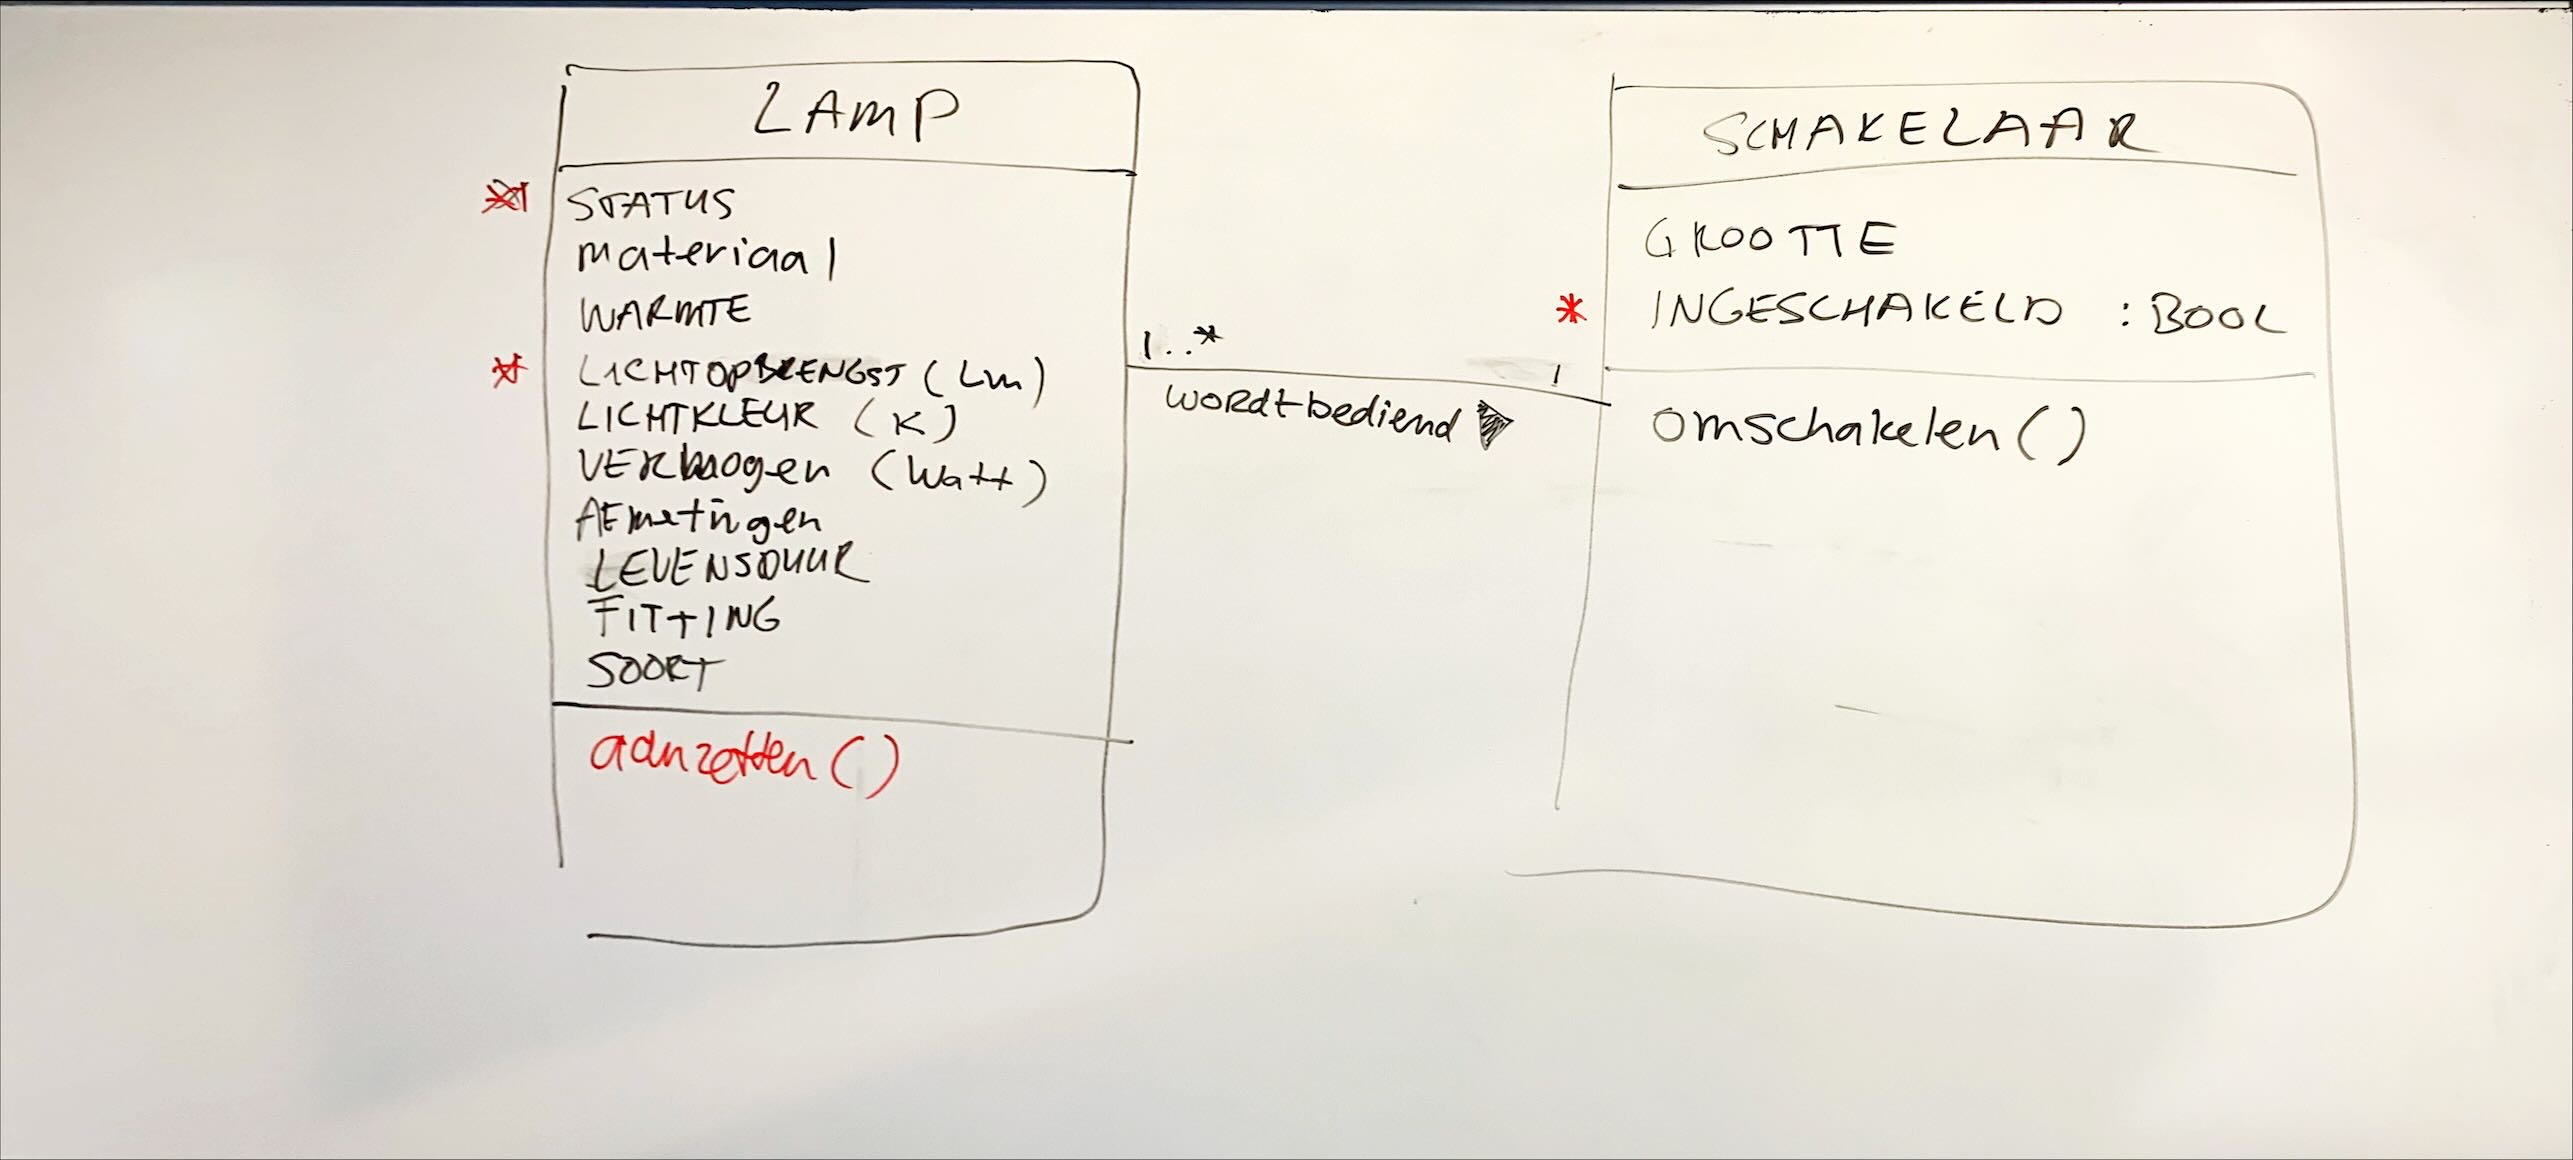 LAMP
* STATUS
materiaal
WARMTE
* LICHTOPBRENGST (Lm)
LICHTKLEUR (K)
VERMOGEN (Watt)
AFmetingen
LEVENSDUUR
FITTING
SOORT
aanzetten ()
1..*
1
wordt bediend
SCHAKELAAR
GROOTTE
* INGESCHAKELD : BOOL
omschakelen ()